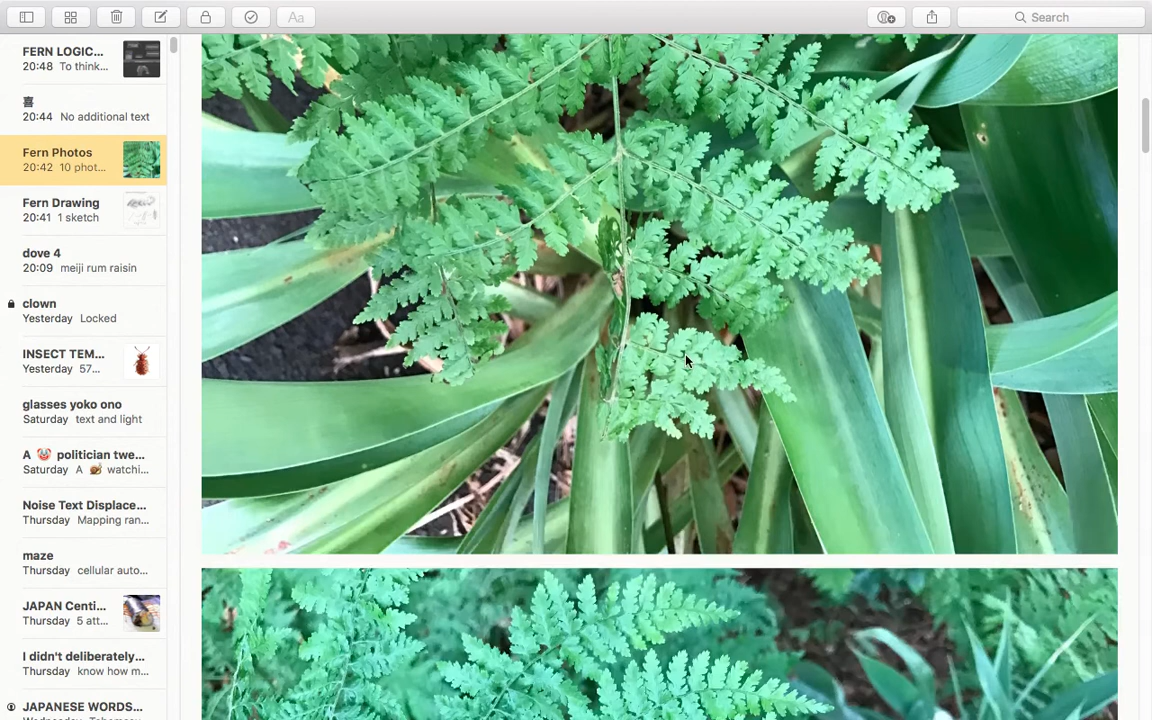 Aa
Search
FERN LOGIC...
20:48 To think...
喜
20:44 No additional text
Fern Photos
20:42 10 phot...
Fern Drawing
20:41 1 sketch
dove 4
20:09 meiji rum raisin
clown
Yesterday Locked
INSECT TEM...
Yesterday 57...
glasses yoko ono
Saturday text and light
A 🤡 politician twe...
Saturday A 🐌 watchi...
Noise Text Displace...
Thursday Mapping ran...
maze
Thursday cellular auto...
JAPAN Centi...
Thursday 5 att...
I didn't deliberately...
Thursday know how m...
JAPANESE WORDS...